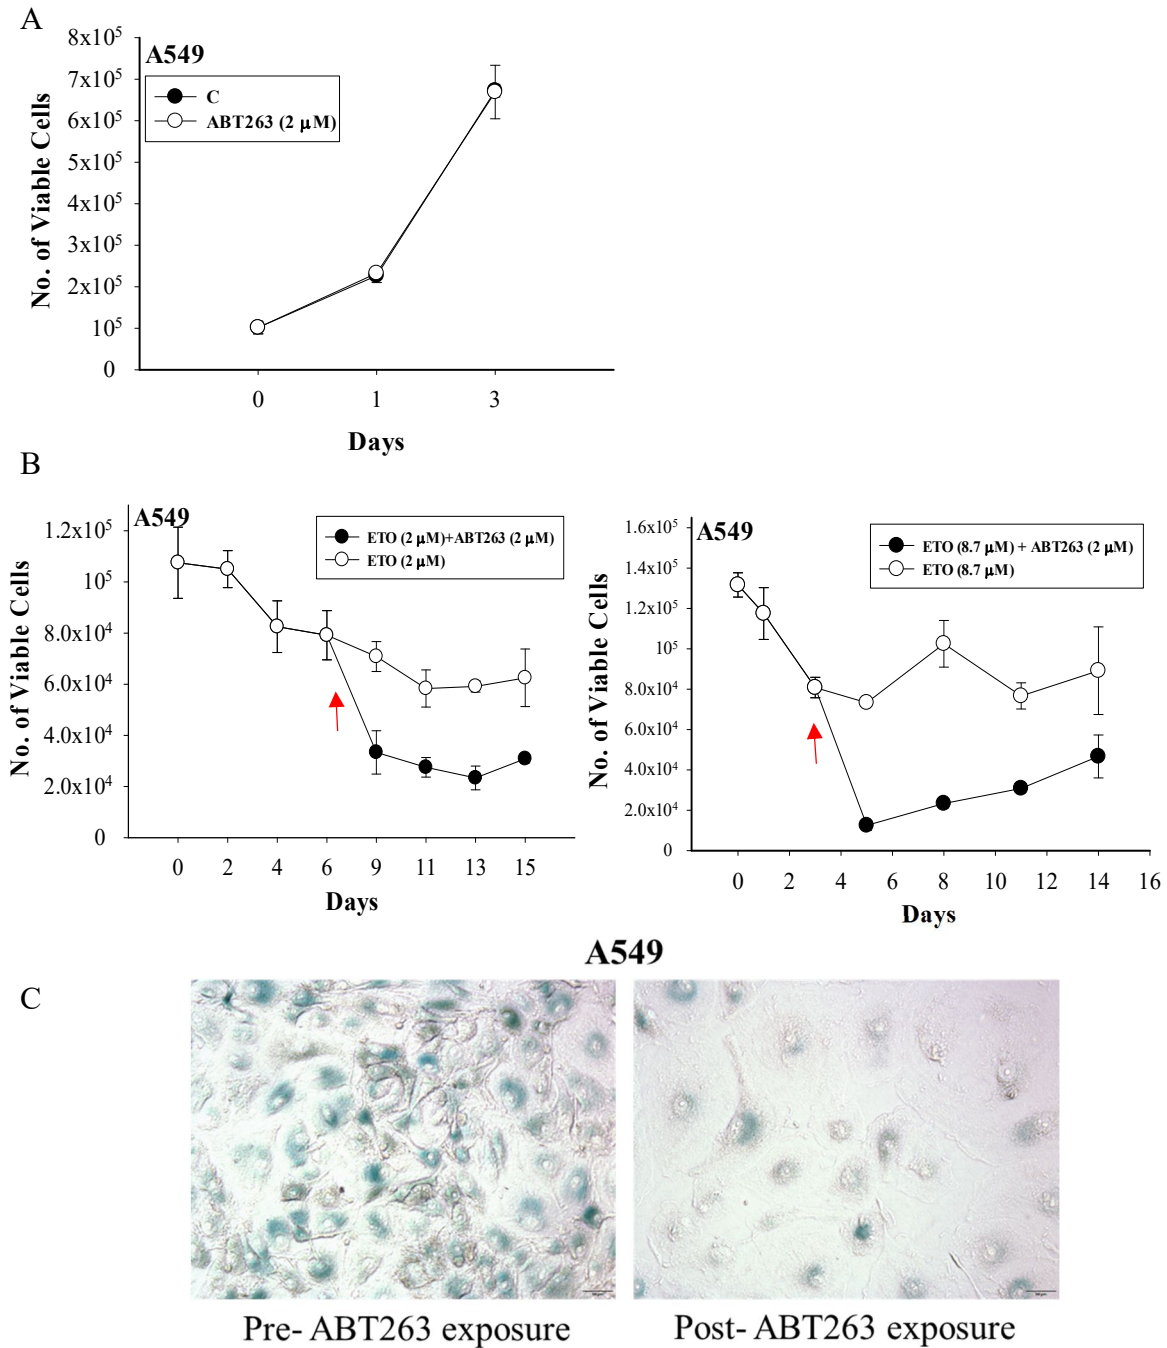 A
A549
C
ABT263 (2 μM)
8x10⁵
7x10⁵
6x10⁵
5x10⁵
4x10⁵
3x10⁵
2x10⁵
10⁵
0
No. of Viable Cells
0 1 3
Days
B
A549
ETO (2 μM)+ABT263 (2 μM)
ETO (2 μM)
1.2x10⁵
10⁵
8.0x10⁴
6.0x10⁴
4.0x10⁴
2.0x10⁴
0
No. of Viable Cells
0 2 4 6 9 11 13 15
Days
A549
ETO (8.7 μM) + ABT263 (2 μM)
ETO (8.7 μM)
1.6x10⁵
1.4x10⁵
1.2x10⁵
10⁵
8.0x10⁴
6.0x10⁴
4.0x10⁴
2.0x10⁴
0
No. of Viable Cells
0 2 4 6 8 10 12 14 16
Days
A549
C
Pre- ABT263 exposure
Post- ABT263 exposure